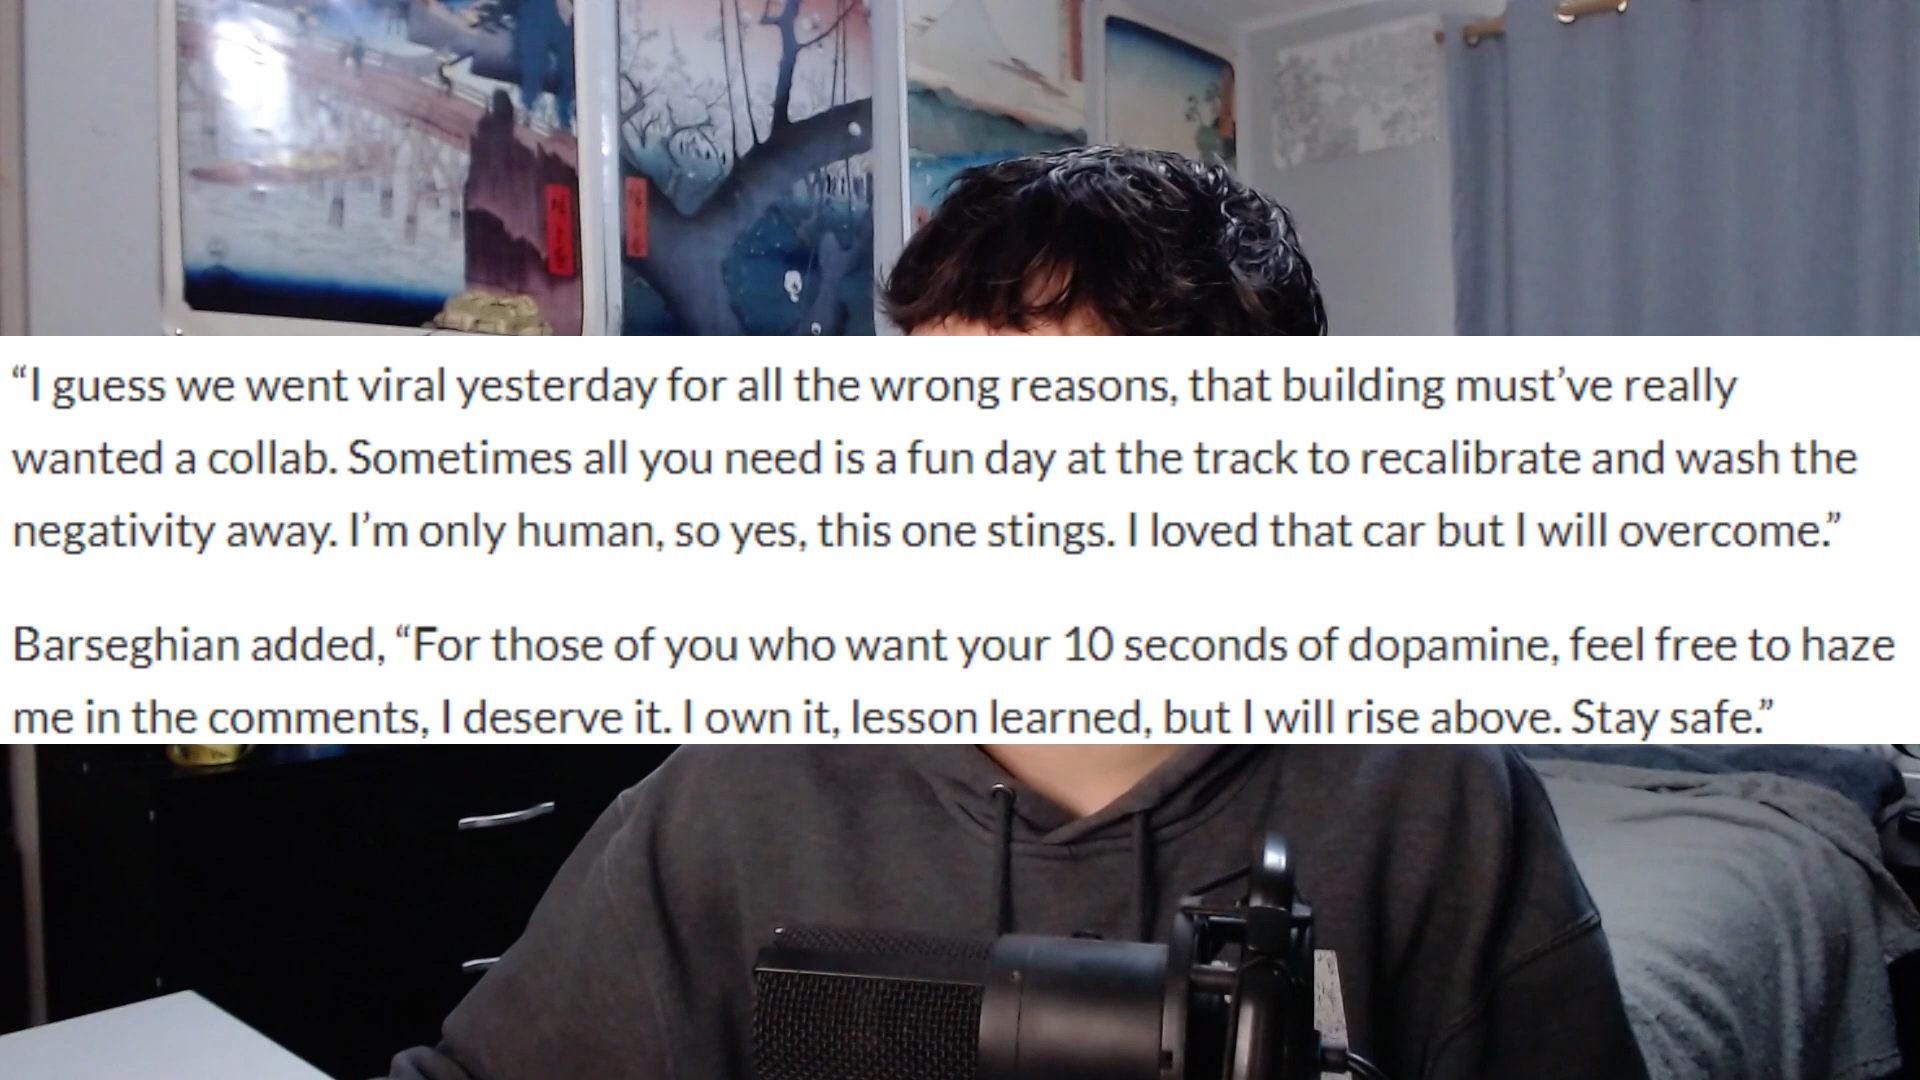 “I guess we went viral yesterday for all the wrong reasons, that building must’ve really
wanted a collab. Sometimes all you need is a fun day at the track to recalibrate and wash the
negativity away. I’m only human, so yes, this one stings. I loved that car but I will overcome.”
Barseghian added, “For those of you who want your 10 seconds of dopamine, feel free to haze
me in the comments, I deserve it. I own it, lesson learned, but I will rise above. Stay safe.”